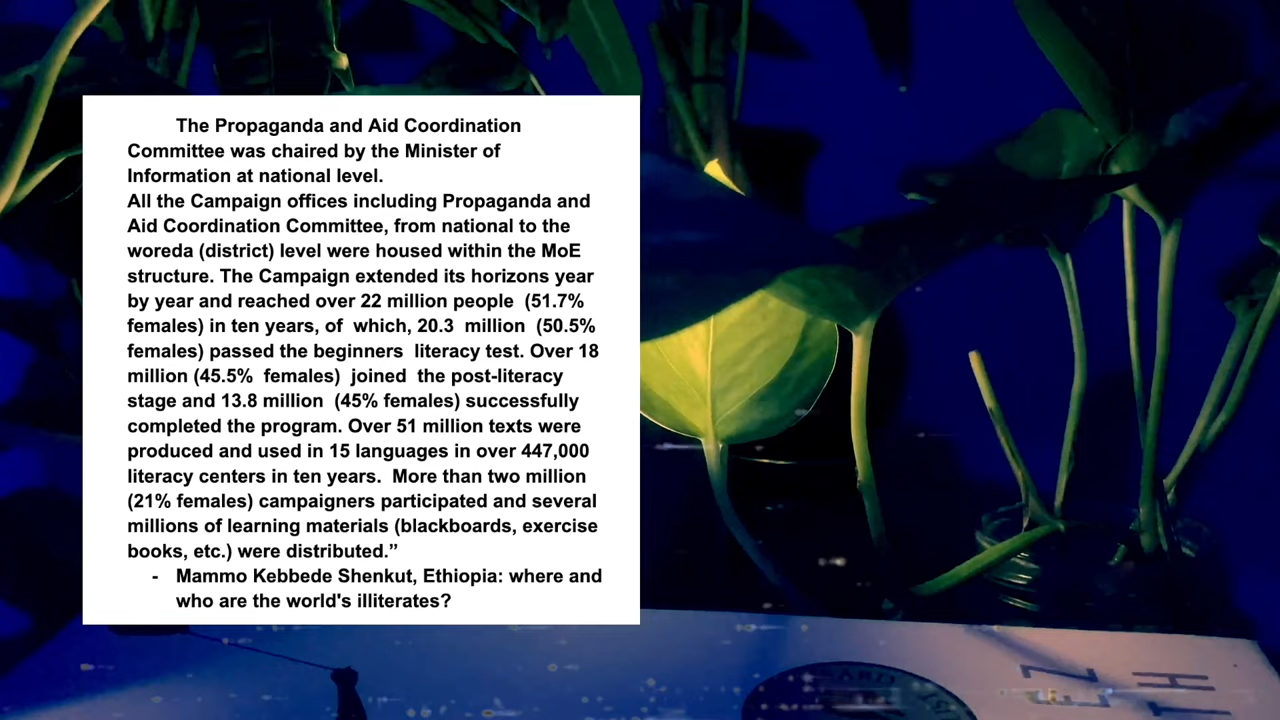 The Propaganda and Aid Coordination
Committee was chaired by the Minister of
Information at national level.
All the Campaign offices including Propaganda and
Aid Coordination Committee, from national to the
woreda (district) level were housed within the MoE
structure. The Campaign extended its horizons year
by year and reached over 22 million people (51.7%
females) in ten years, of which, 20.3 million (50.5%
females) passed the beginners literacy test. Over 18
million (45.5% females) joined the post-literacy
stage and 13.8 million (45% females) successfully
completed the program. Over 51 million texts were
produced and used in 15 languages in over 447,000
literacy centers in ten years. More than two million
(21% females) campaigners participated and several
millions of learning materials (blackboards, exercise
books, etc.) were distributed.”
- Mammo Kebbede Shenkut, Ethiopia: where and
who are the world's illiterates?